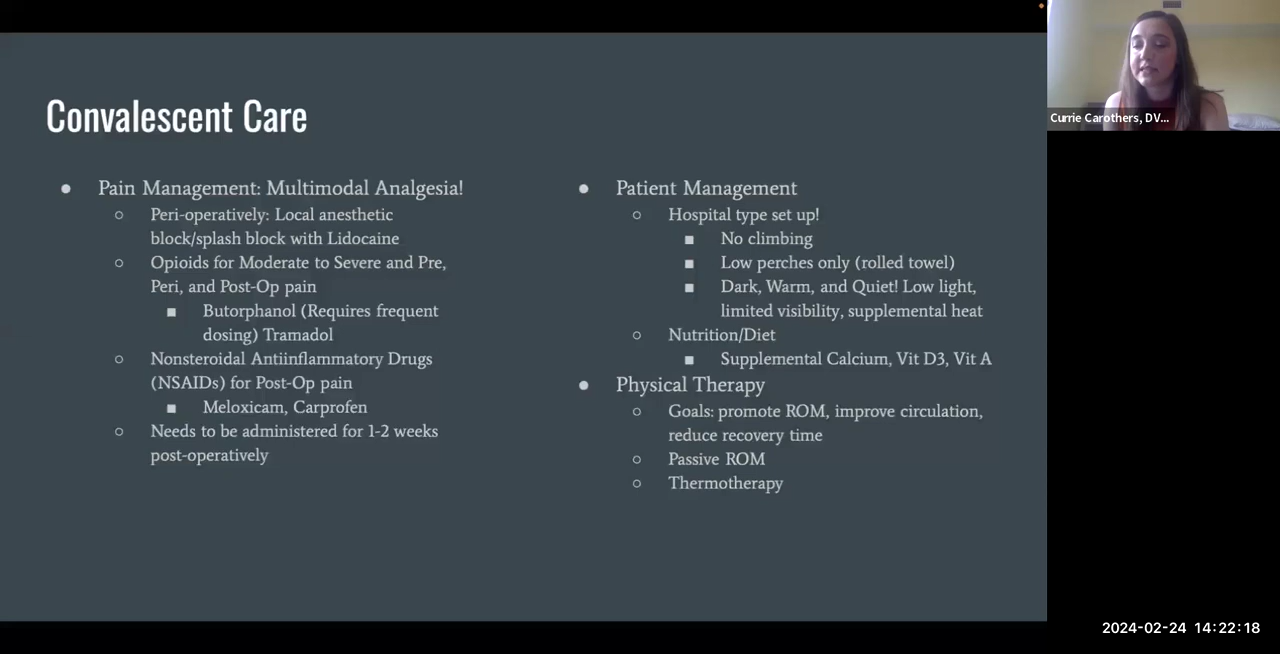 Convalescent Care
● Pain Management: Multimodal Analgesia!
○ Peri-operatively: Local anesthetic
block/splash block with Lidocaine
○ Opioids for Moderate to Severe and Pre,
Peri, and Post-Op pain
■ Butorphanol (Requires frequent
dosing) Tramadol
○ Nonsteroidal Antiinflammatory Drugs
(NSAIDs) for Post-Op pain
■ Meloxicam, Carprofen
○ Needs to be administered for 1-2 weeks
post-operatively
● Patient Management
○ Hospital type set up!
■ No climbing
■ Low perches only (rolled towel)
■ Dark, Warm, and Quiet! Low light,
limited visibility, supplemental heat
○ Nutrition/Diet
■ Supplemental Calcium, Vit D3, Vit A
● Physical Therapy
○ Goals: promote ROM, improve circulation,
reduce recovery time
○ Passive ROM
○ Thermotherapy
Currie Carothers, DV...
2024-02-24 14:22:18